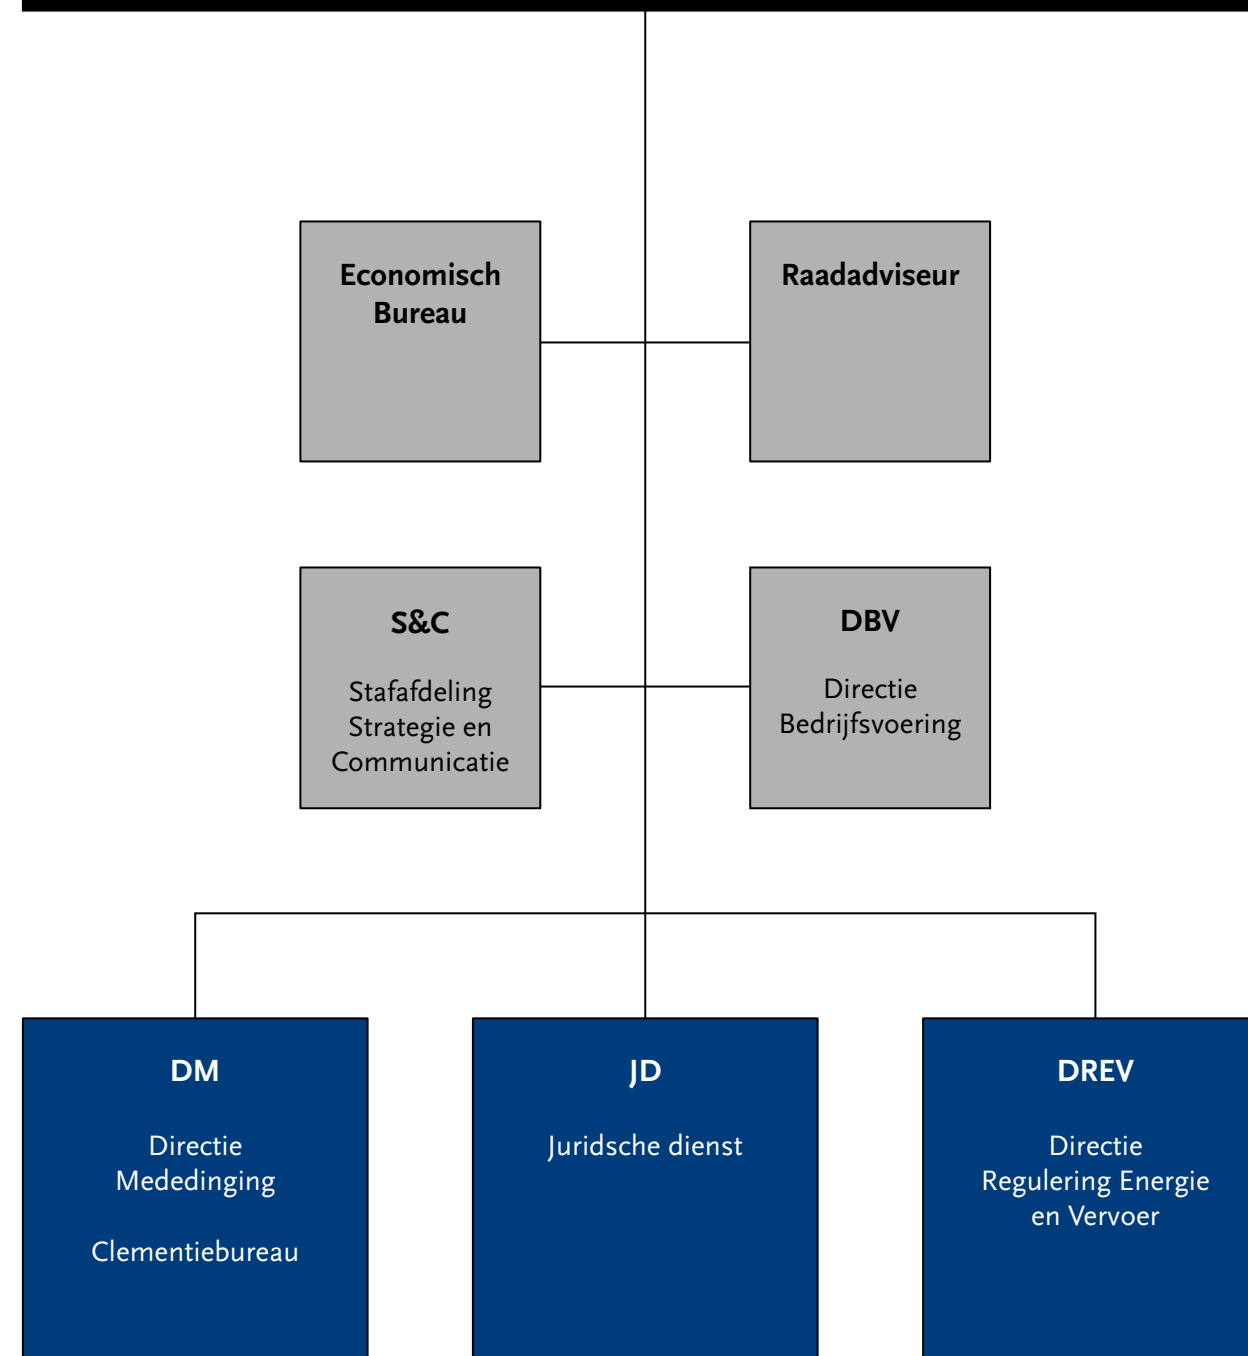 Economisch
Bureau
Raadadviseur
S&C
Stafafdeling
Strategie en
Communicatie
DBV
Directie
Bedrijfsvoering
DM
Directie
Mededinging
Clementiebureau
JD
Juridsche dienst
DREV
Directie
Regulering Energie
en Vervoer